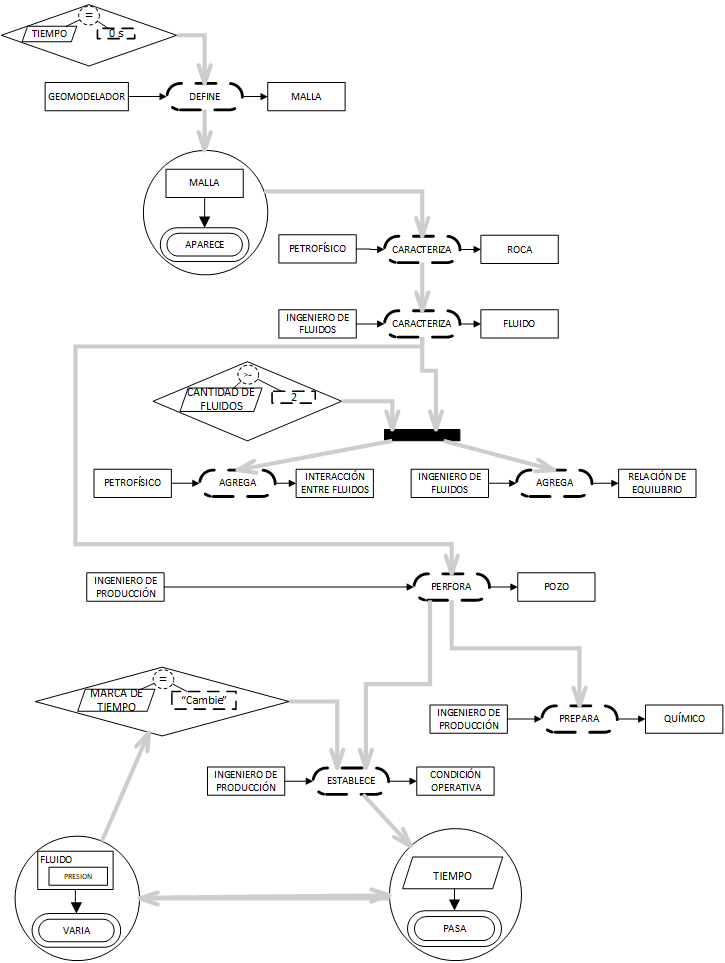 =
TIEMPO
0 s
GEOMODELADOR
DEFINE
MALLA
MALLA
APARECE
PETROFÍSICO
CARACTERIZA
ROCA
INGENIERO DE
FLUIDOS
CARACTERIZA
FLUIDO
>=
CANTIDAD DE
FLUIDOS
2
PETROFÍSICO
AGREGA
INTERACCIÓN
ENTRE FLUIDOS
INGENIERO DE
FLUIDOS
AGREGA
RELACIÓN DE
EQUILIBRIO
INGENIERO DE
PRODUCCIÓN
PERFORA
POZO
=
MARCA DE
TIEMPO
“Cambie”
INGENIERO DE
PRODUCCIÓN
PREPARA
QUÍMICO
INGENIERO DE
PRODUCCIÓN
ESTABLECE
CONDICIÓN
OPERATIVA
FLUIDO
PRESION
VARIA
TIEMPO
PASA